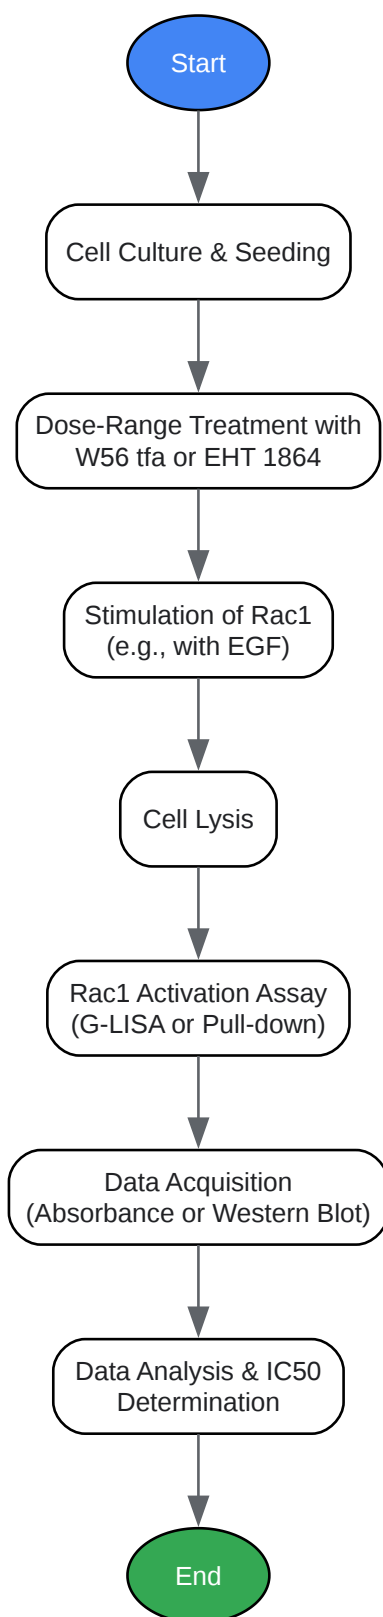 Start
Cell Culture & Seeding
Dose-Range Treatment with
W56 tfa or EHT 1864
Stimulation of Rac1
(e.g., with EGF)
Cell Lysis
Rac1 Activation Assay
(G-LISA or Pull-down)
Data Acquisition
(Absorbance or Western Blot)
Data Analysis & IC50
Determination
End